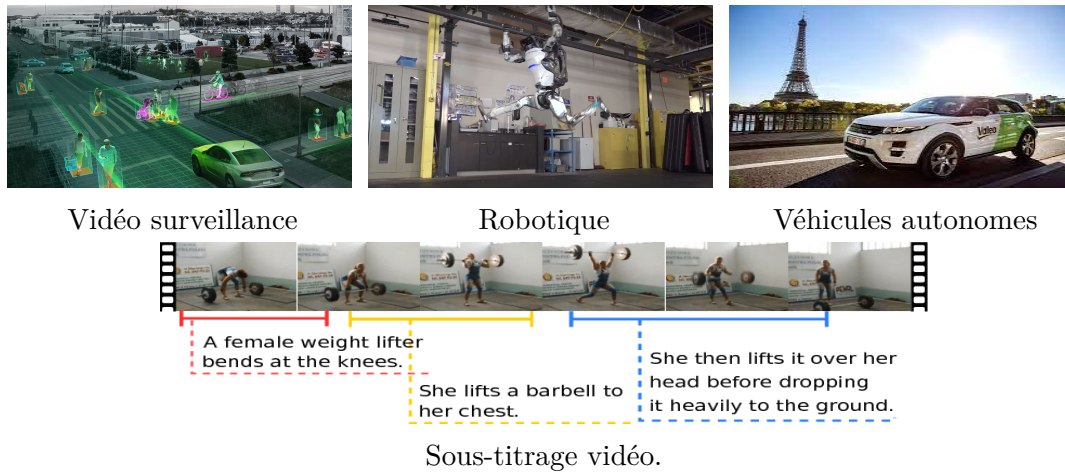 Valeo
Vidéo surveillance
Robotique
Véhicules autonomes
A female weight lifter
bends at the knees.
She lifts a barbell to
her chest.
She then lifts it over her
head before dropping
it heavily to the ground.
Sous-titrage vidéo.